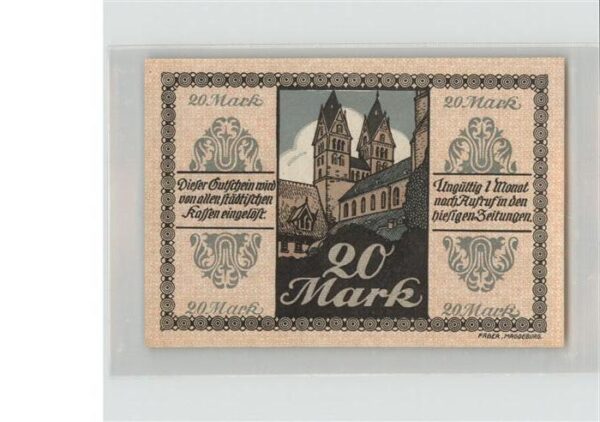 20 Mark
20 Mark
Dieser Gutschein wird
von allen städtischen
Kassen eingelöst.
Ungültig 1 Monat
nach Aufruf in den
hiesigen Zeitungen.
20
Mark
20 Mark
20 Mark
FABER, MAGDEBURG.